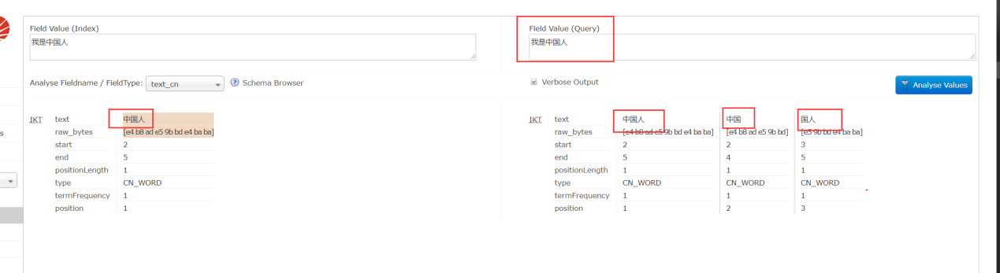 Field Value (Index)
我是中国人
Field Value (Query)
我是中国人
Analyse Fieldname / FieldType: text_cn Schema Browser
Verbose Output
Analyse Values
IKT text 中国人
raw_bytes [e4 b8 ad e5 9b bd e4 ba ba]
start 2
end 5
positionLength 1
type CN_WORD
termFrequency 1
position 1
IKT text 中国人 中国 国人
raw_bytes [e4 b8 ad e5 9b bd e4 ba ba] [e4 b8 ad e5 9b bd] [e5 9b bd e4 ba ba]
start 2 2 3
end 5 4 5
positionLength 1 1 1
type CN_WORD CN_WORD CN_WORD
termFrequency 1 1 1
position 1 2 3
s